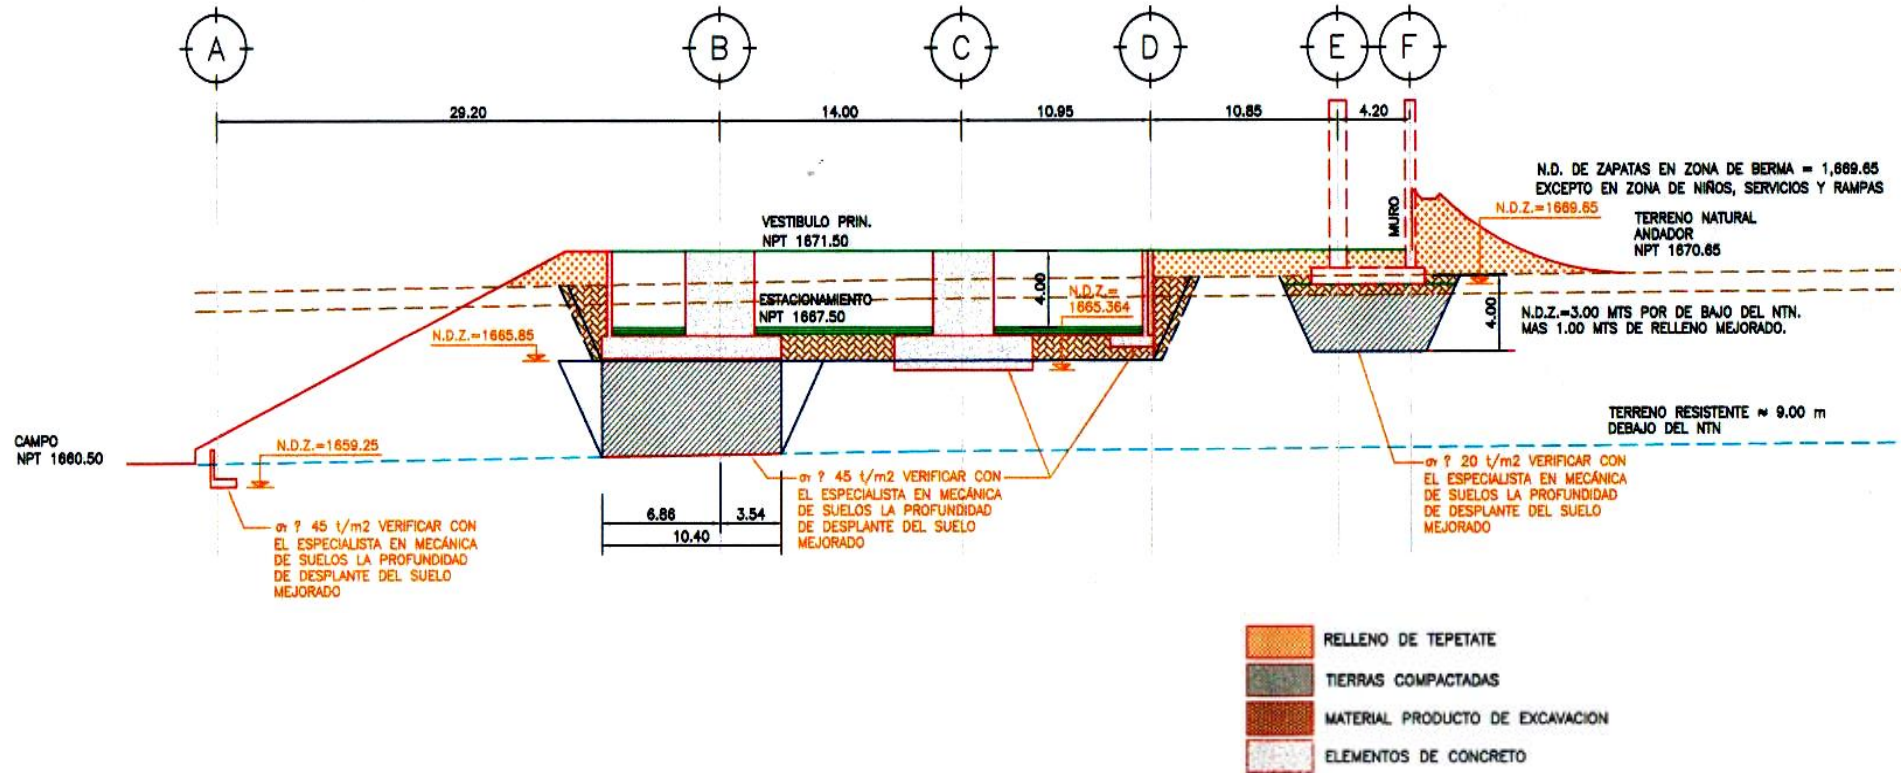 A
B
C
D
E
F
29.20
14.00
10.95
10.85
4.20
N.D. DE ZAPATAS EN ZONA DE BERMA = 1,669.65
EXCEPTO EN ZONA DE NIÑOS, SERVICIOS Y RAMPAS
N.D.Z.=1669.65
MURO
TERRENO NATURAL
ANDADOR
NPT 1670.65
VESTIBULO PRIN.
NPT 1671.50
4.00
N.D.Z.=
1665.364
ESTACIONAMIENTO
NPT 1667.50
4.00
N.D.Z.=3.00 MTS POR DE BAJO DEL NTN.
MAS 1.00 MTS DE RELLENO MEJORADO.
N.D.Z.=1665.85
TERRENO RESISTENTE ≈ 9.00 m
DEBAJO DEL NTN
CAMPO
NPT 1660.50
N.D.Z.=1659.25
σr ? 45 t/m2 VERIFICAR CON
EL ESPECIALISTA EN MECÁNICA
DE SUELOS LA PROFUNDIDAD
DE DESPLANTE DEL SUELO
MEJORADO
6.86
3.54
10.40
σr ? 45 t/m2 VERIFICAR CON
EL ESPECIALISTA EN MECÁNICA
DE SUELOS LA PROFUNDIDAD
DE DESPLANTE DEL SUELO
MEJORADO
σr ? 20 t/m2 VERIFICAR CON
EL ESPECIALISTA EN MECÁNICA
DE SUELOS LA PROFUNDIDAD
DE DESPLANTE DEL SUELO
MEJORADO
RELLENO DE TEPETATE
TIERRAS COMPACTADAS
MATERIAL PRODUCTO DE EXCAVACION
ELEMENTOS DE CONCRETO